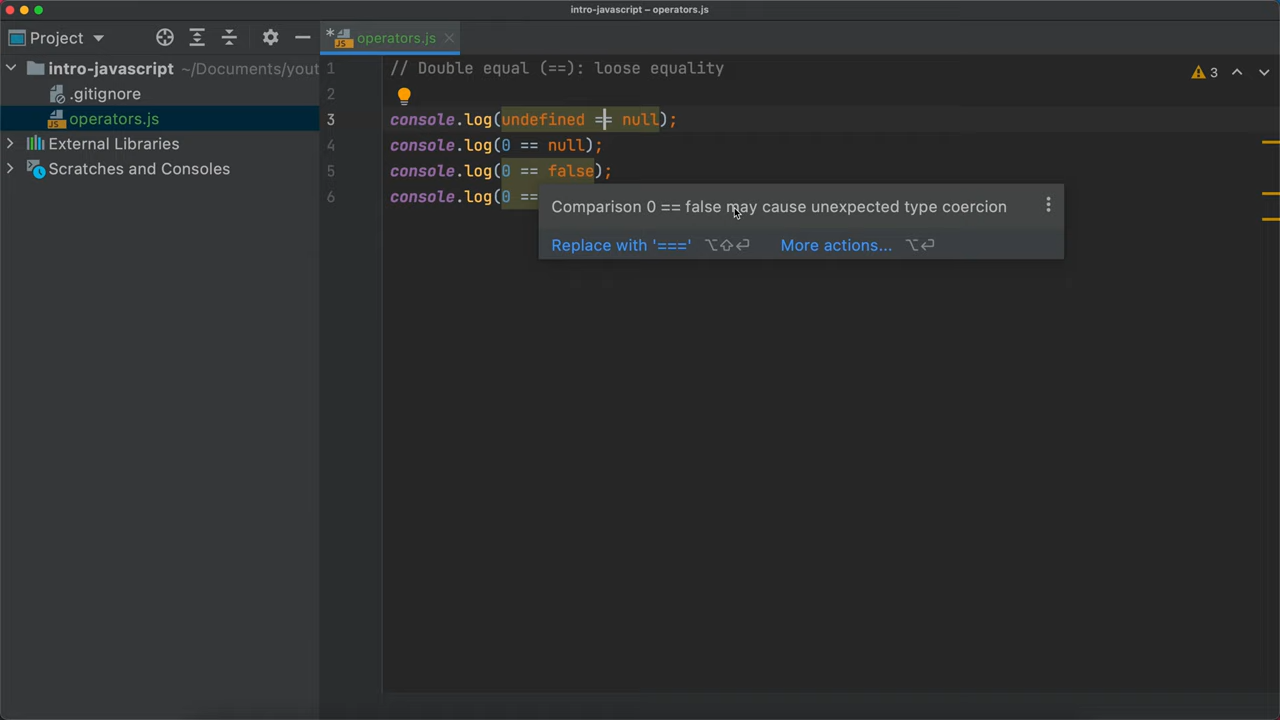 intro-javascript – operators.js
Project
* operators.js
intro-javascript ~/Documents/yout
.gitignore
operators.js
External Libraries
Scratches and Consoles
1 // Double equal (==): loose equality
2
3 console.log(undefined == null);
4 console.log(0 == null);
5 console.log(0 == false);
6 console.log(0 ==
3
Comparison 0 == false may cause unexpected type coercion
Replace with '===' ⌥⇧⏎ More actions... ⌥⏎